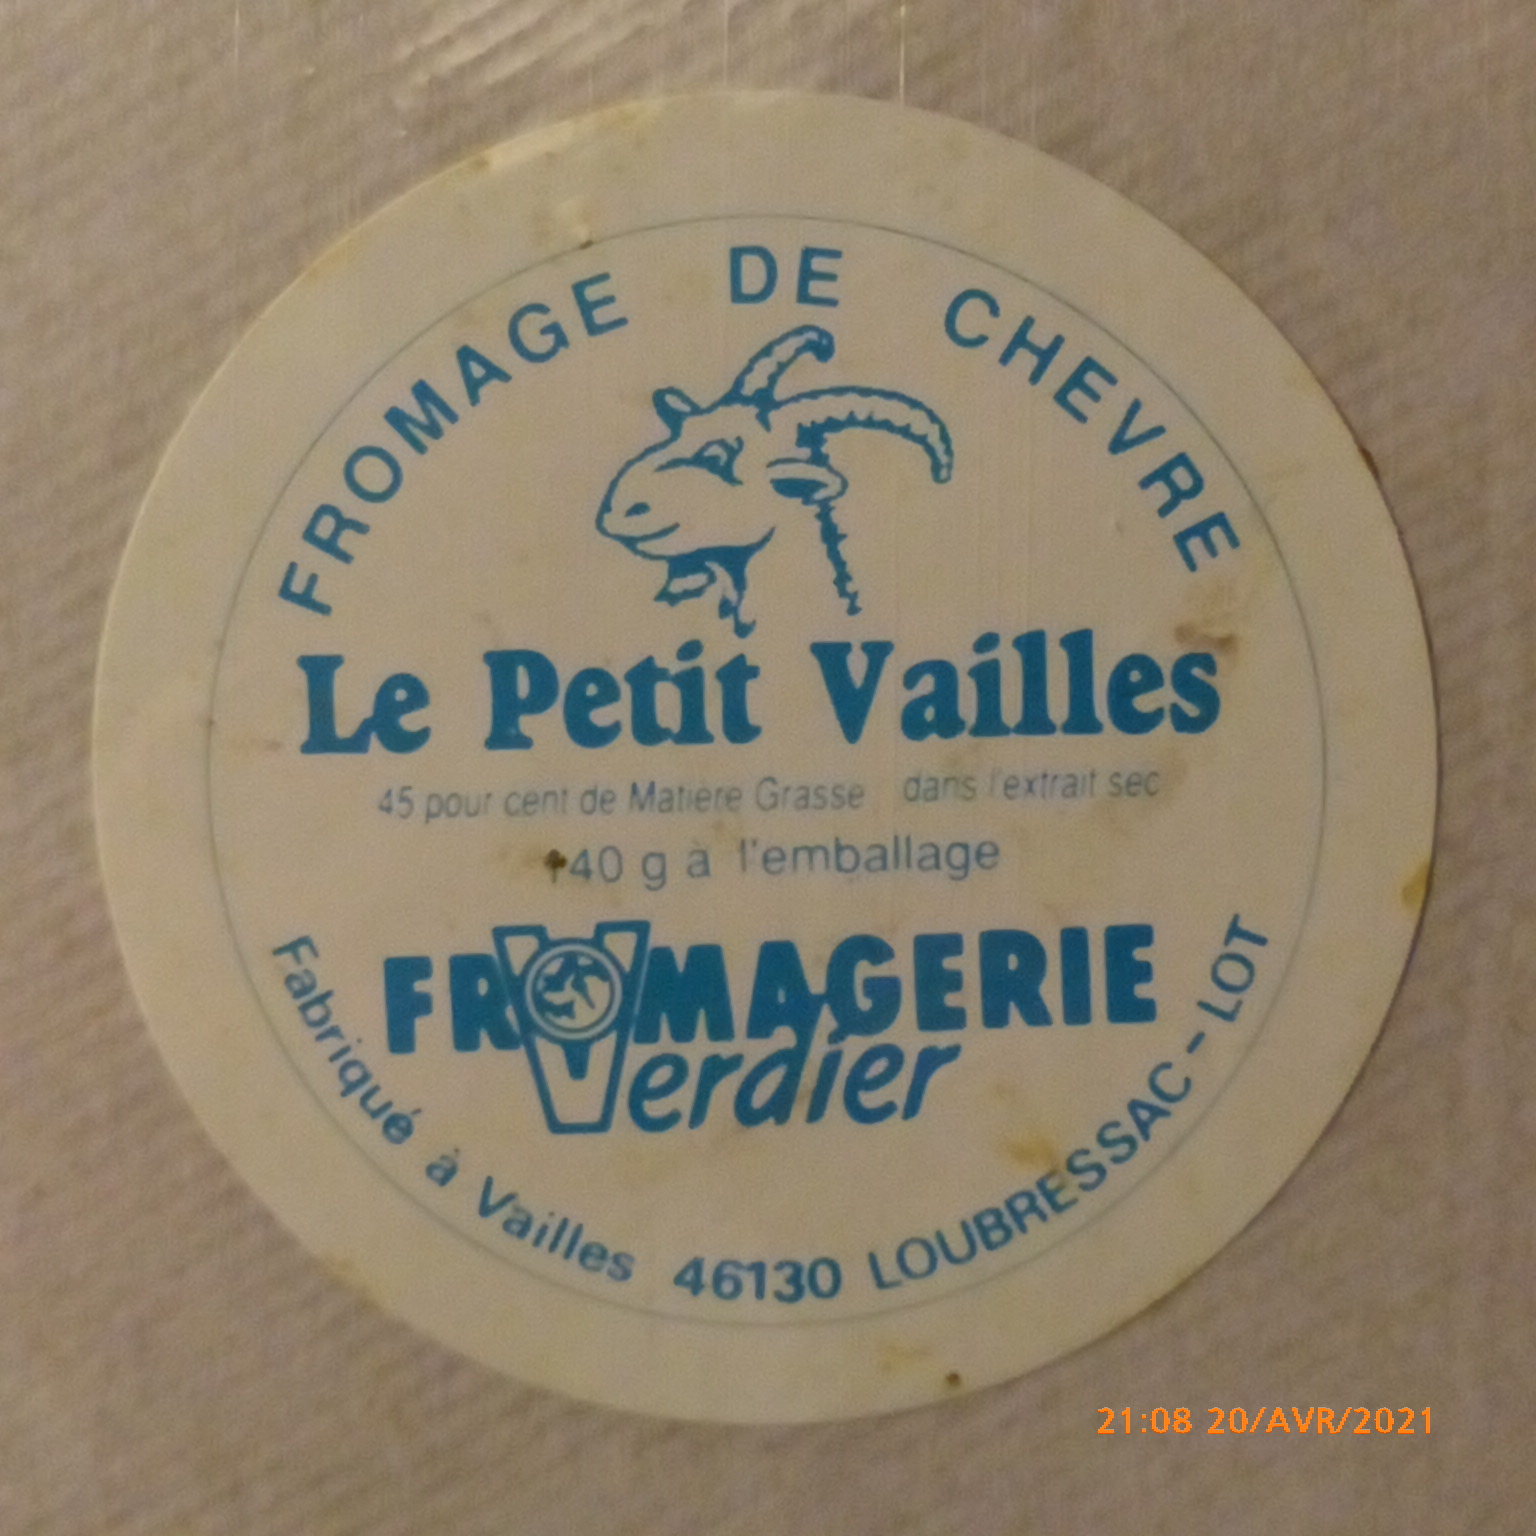 FROMAGE DE CHEVRE
Le Petit Vailles
45 pour cent de Matière Grasse dans l'extrait sec
140 g à l'emballage
FROMAGERIE
Verdier
Fabriqué à Vailles 46130 LOUBRESSAC - LOT
21:08 20/AVR/2021